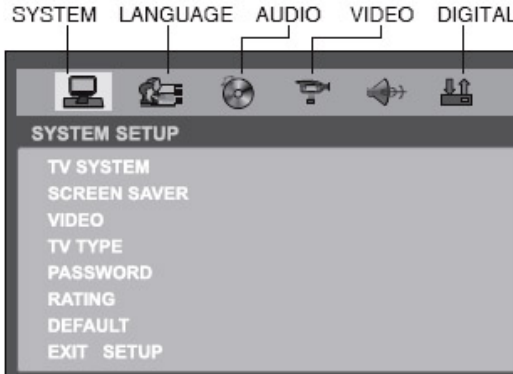 SYSTEM LANGUAGE AUDIO VIDEO DIGITAL
SYSTEM SETUP
TV SYSTEM
SCREEN SAVER
VIDEO
TV TYPE
PASSWORD
RATING
DEFAULT
EXIT SETUP